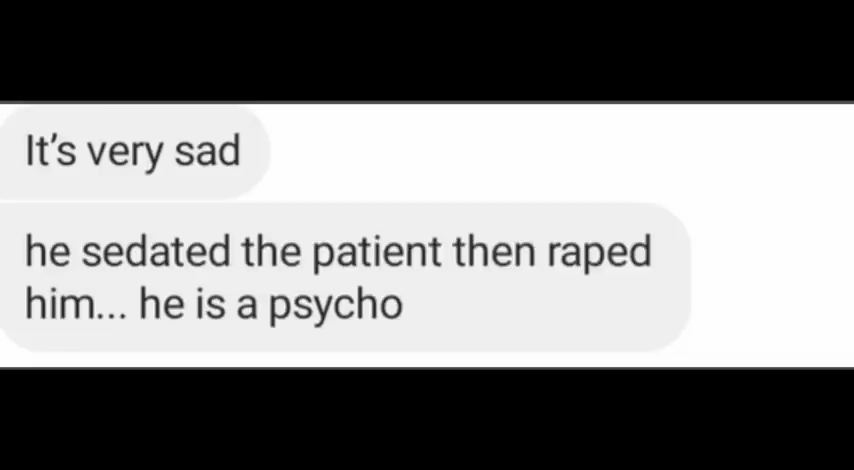 It's very sad
he sedated the patient then raped
him... he is a psycho